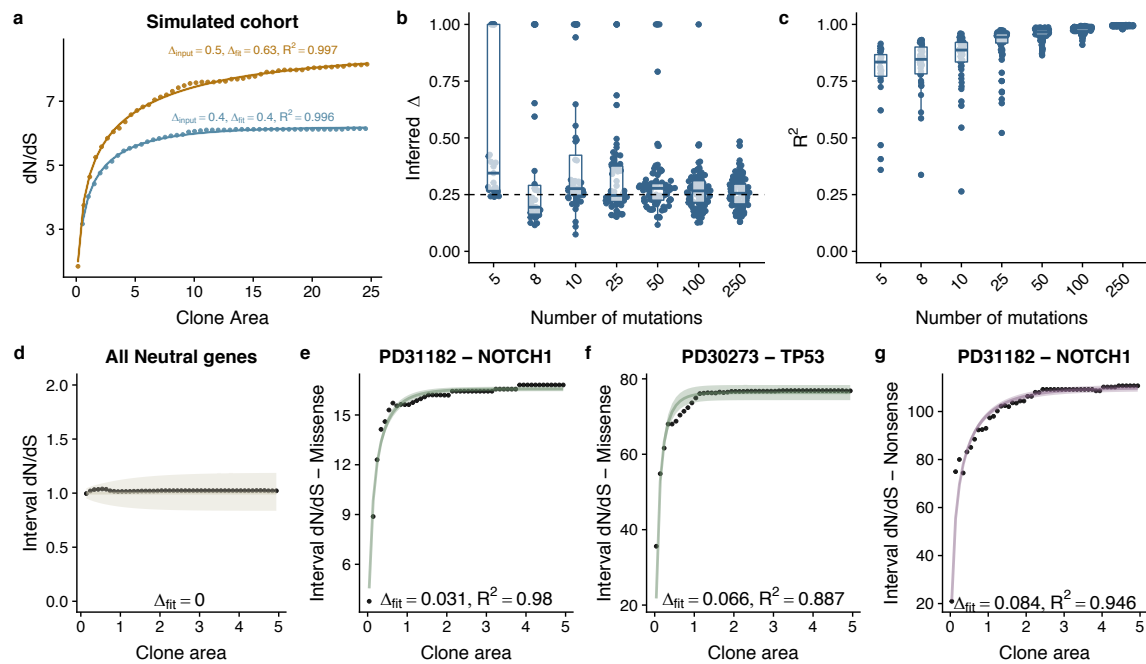 a
Simulated cohort
Δinput = 0.5, Δfit = 0.63, R² = 0.997
Δinput = 0.4, Δfit = 0.4, R² = 0.996
dN/dS
7
5
3
0 5 10 15 20 25
Clone Area
b
Inferred Δ
1.00
0.75
0.50
0.25
0.00
5 8 10 25 50 100 250
Number of mutations
c
R²
1.00
0.75
0.50
0.25
0.00
5 8 10 25 50 100 250
Number of mutations
d
All Neutral genes
Interval dN/dS
2.0
1.5
1.0
0.5
0.0
Δfit = 0
0 1 2 3 4 5
Clone area
e
PD31182 – NOTCH1
Interval dN/dS – Missense
15
12
9
6
Δfit = 0.031, R² = 0.98
0 1 2 3 4 5
Clone area
f
PD30273 – TP53
Interval dN/dS – Missense
80
60
40
20
Δfit = 0.066, R² = 0.887
0 1 2 3 4 5
Clone area
g
PD31182 – NOTCH1
Interval dN/dS – Nonsense
100
80
60
40
20
Δfit = 0.084, R² = 0.946
0 1 2 3 4 5
Clone area